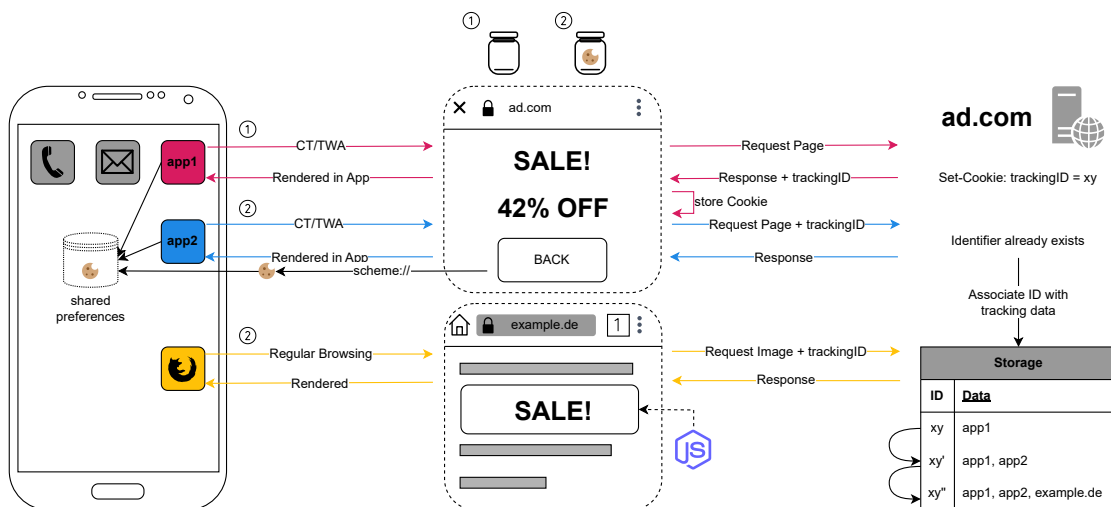 ① ②
ad.com
SALE!
42% OFF
BACK
①
app1
CT/TWA
Rendered in App
Request Page
Response + trackingID
store Cookie
ad.com
Set-Cookie: trackingID = xy
②
app2
CT/TWA
Rendered in App
scheme://
Request Page + trackingID
Response
Identifier already exists
Associate ID with
tracking data
shared
preferences
②
Regular Browsing
Rendered
example.de
1
SALE!
JS
Request Image + trackingID
Response
Storage
ID Data
xy app1
xy' app1, app2
xy" app1, app2, example.de